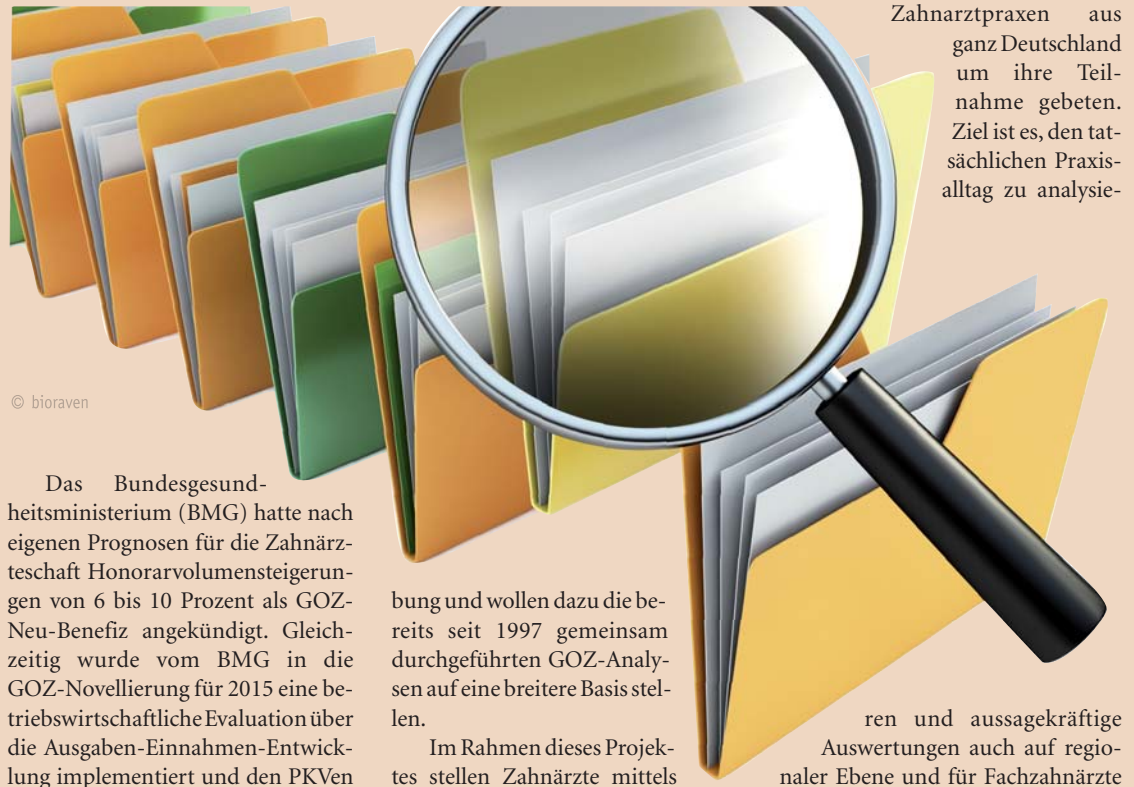 © bioraven
Das Bundesgesund-
heitsministerium (BMG) hatte nach
eigenen Prognosen für die Zahnärz-
teschaft Honorarvolumensteigerun-
gen von 6 bis 10 Prozent als GOZ-
Neu-Benefiz angekündigt. Gleich-
zeitig wurde vom BMG in die
GOZ-Novellierung für 2015 eine be-
triebswirtschaftliche Evaluation über
die Ausgaben-Einnahmen-Entwick-
lung implementiert und den PKVen
bung und wollen dazu die be-
reits seit 1997 gemeinsam
durchgeführten GOZ-Analy-
sen auf eine breitere Basis stel-
len.
Im Rahmen dieses Projek-
tes stellen Zahnärzte mittels
Zahnarztpraxen aus
ganz Deutschland
um ihre Teil-
nahme gebeten.
Ziel ist es, den tat-
sächlichen Praxis-
alltag zu analysie-
ren und aussagekräftige
Auswertungen auch auf regio-
naler Ebene und für Fachzahnärzte